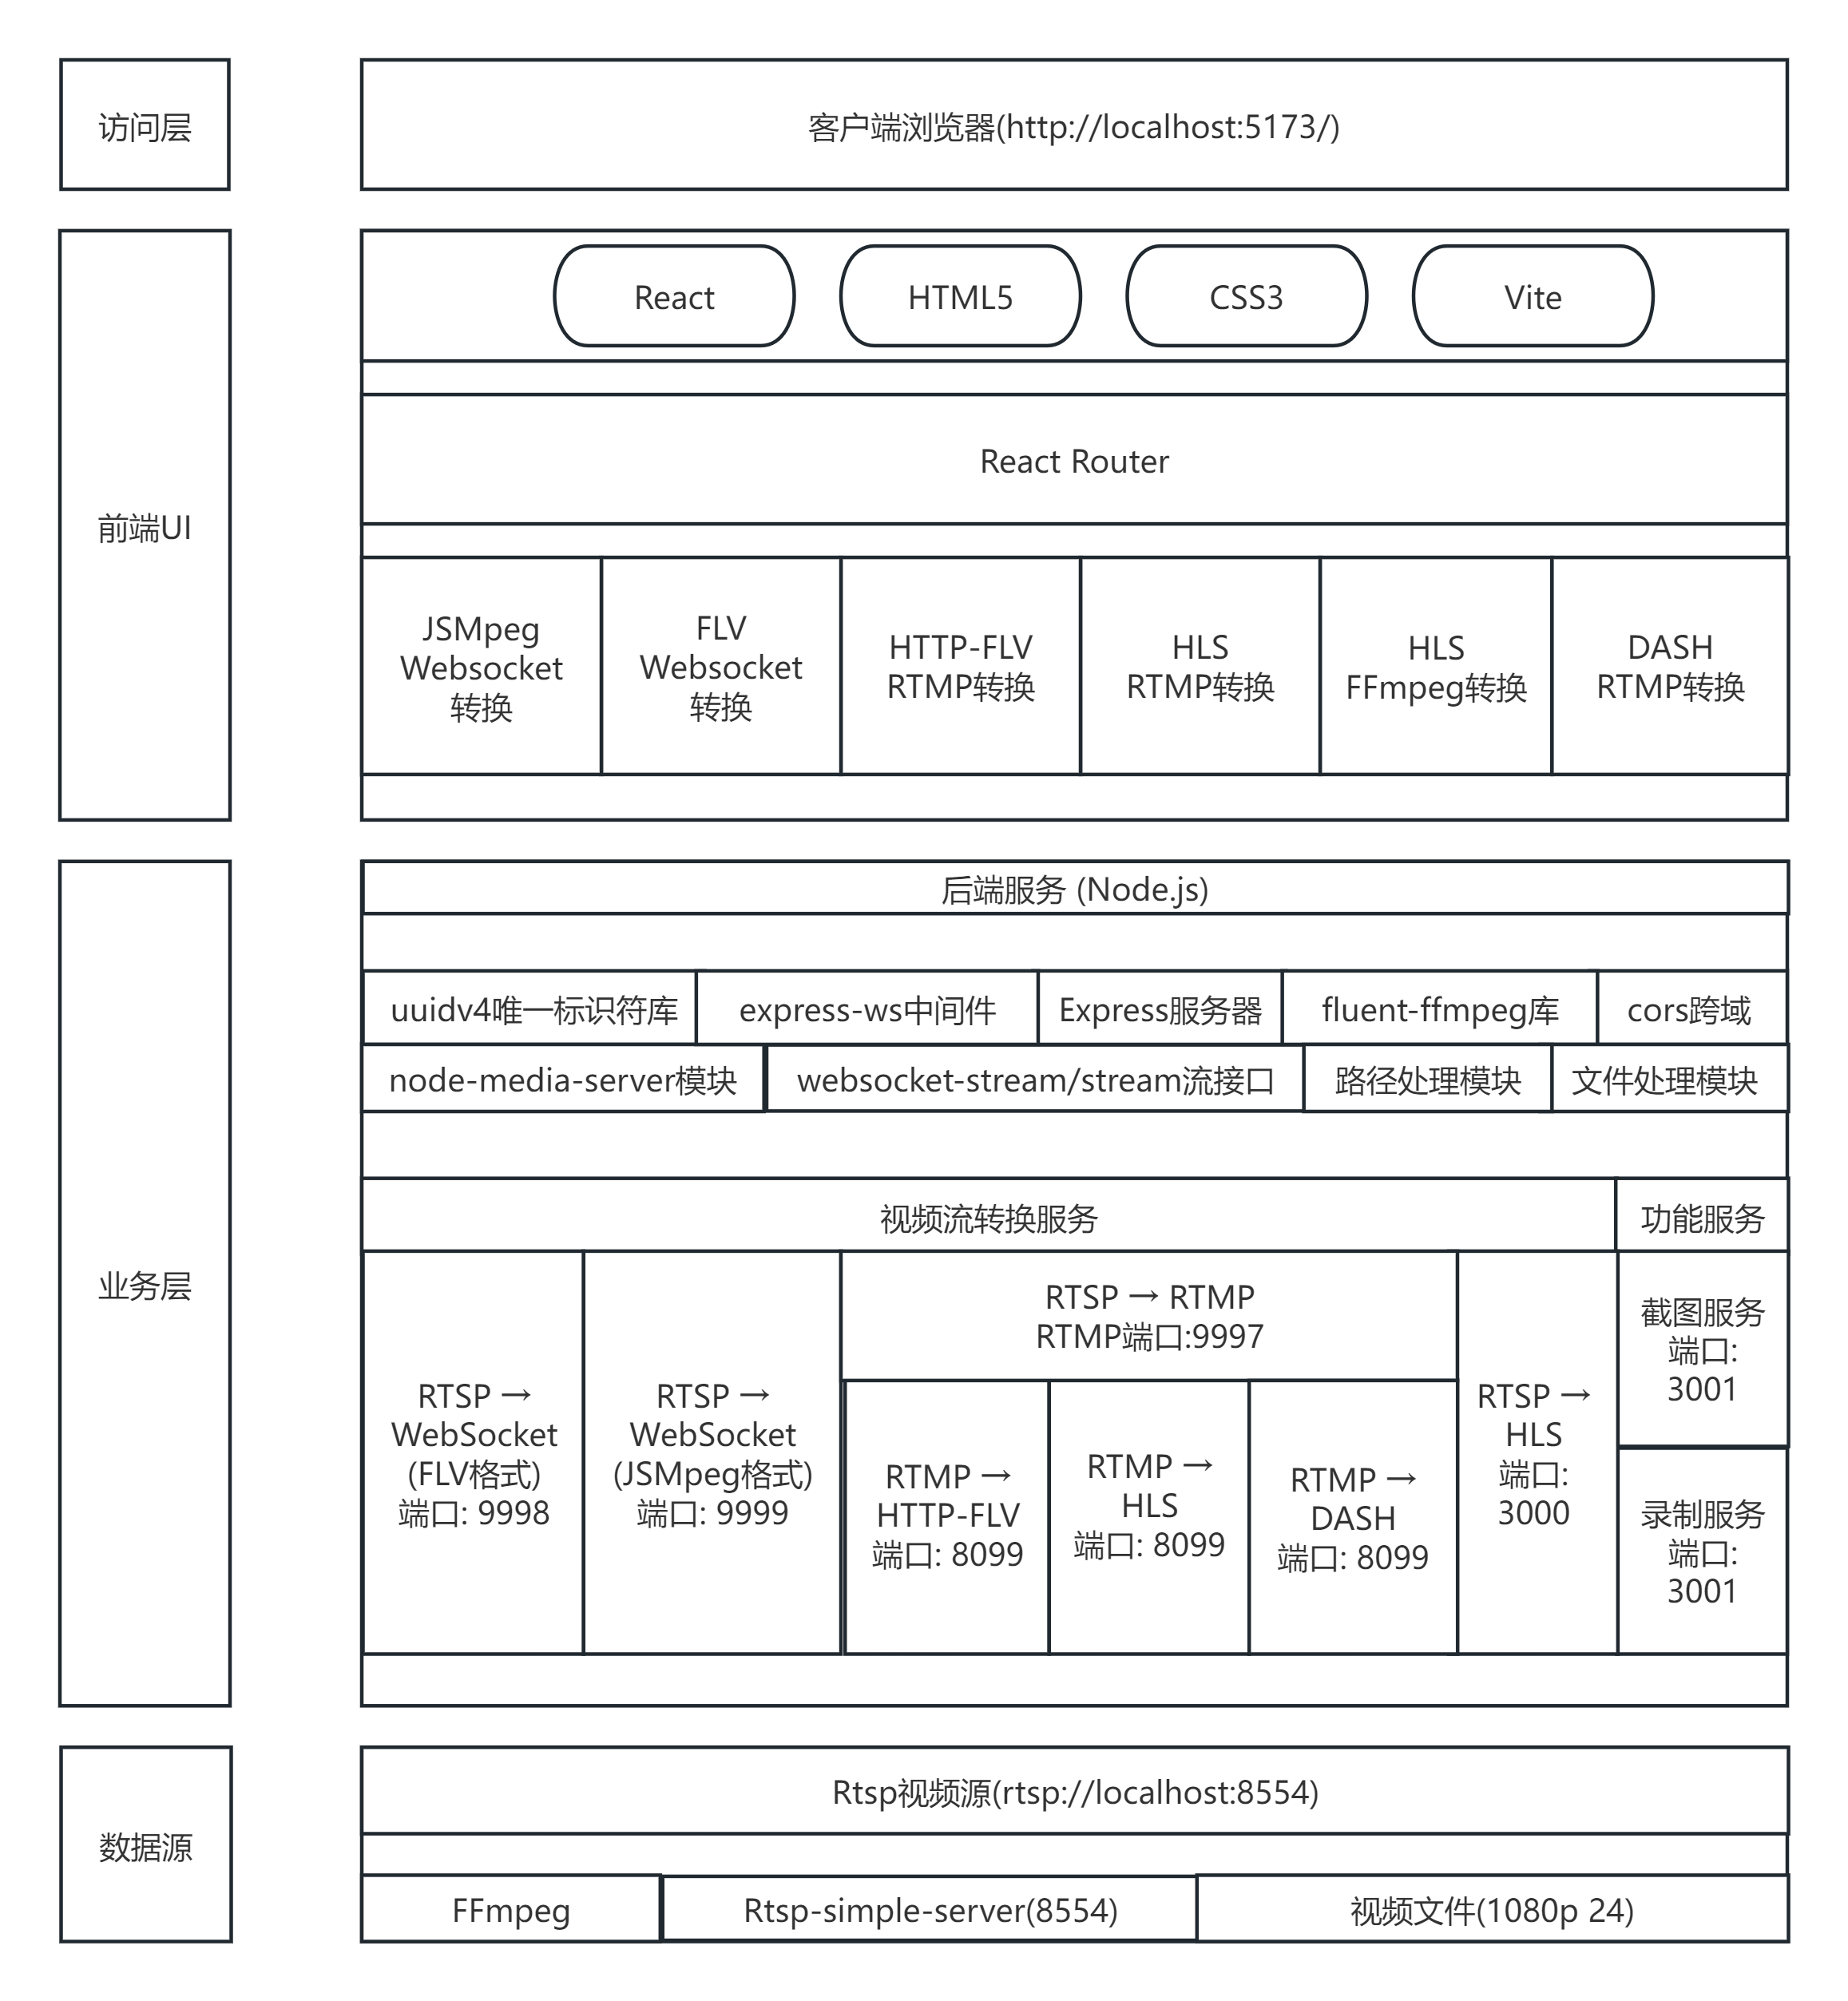 访问层
客户端浏览器(http://localhost:5173/)
前端UI
React
HTML5
CSS3
Vite
React Router
JSMpeg
Websocket
转换
FLV
Websocket
转换
HTTP-FLV
RTMP转换
HLS
RTMP转换
HLS
FFmpeg转换
DASH
RTMP转换
业务层
后端服务 (Node.js)
uuidv4唯一标识符库
express-ws中间件
Express服务器
fluent-ffmpeg库
cors跨域
node-media-server模块
websocket-stream/stream流接口
路径处理模块
文件处理模块
视频流转换服务
功能服务
RTSP →
WebSocket
(FLV格式)
端口: 9998
RTSP →
WebSocket
(JSMpeg格式)
端口: 9999
RTSP → RTMP
RTMP端口:9997
RTMP →
HTTP-FLV
端口: 8099
RTMP →
HLS
端口: 8099
RTMP →
DASH
端口: 8099
RTSP →
HLS
端口:
3000
截图服务
端口:
3001
录制服务
端口:
3001
数据源
Rtsp视频源(rtsp://localhost:8554)
FFmpeg
Rtsp-simple-server(8554)
视频文件(1080p 24)